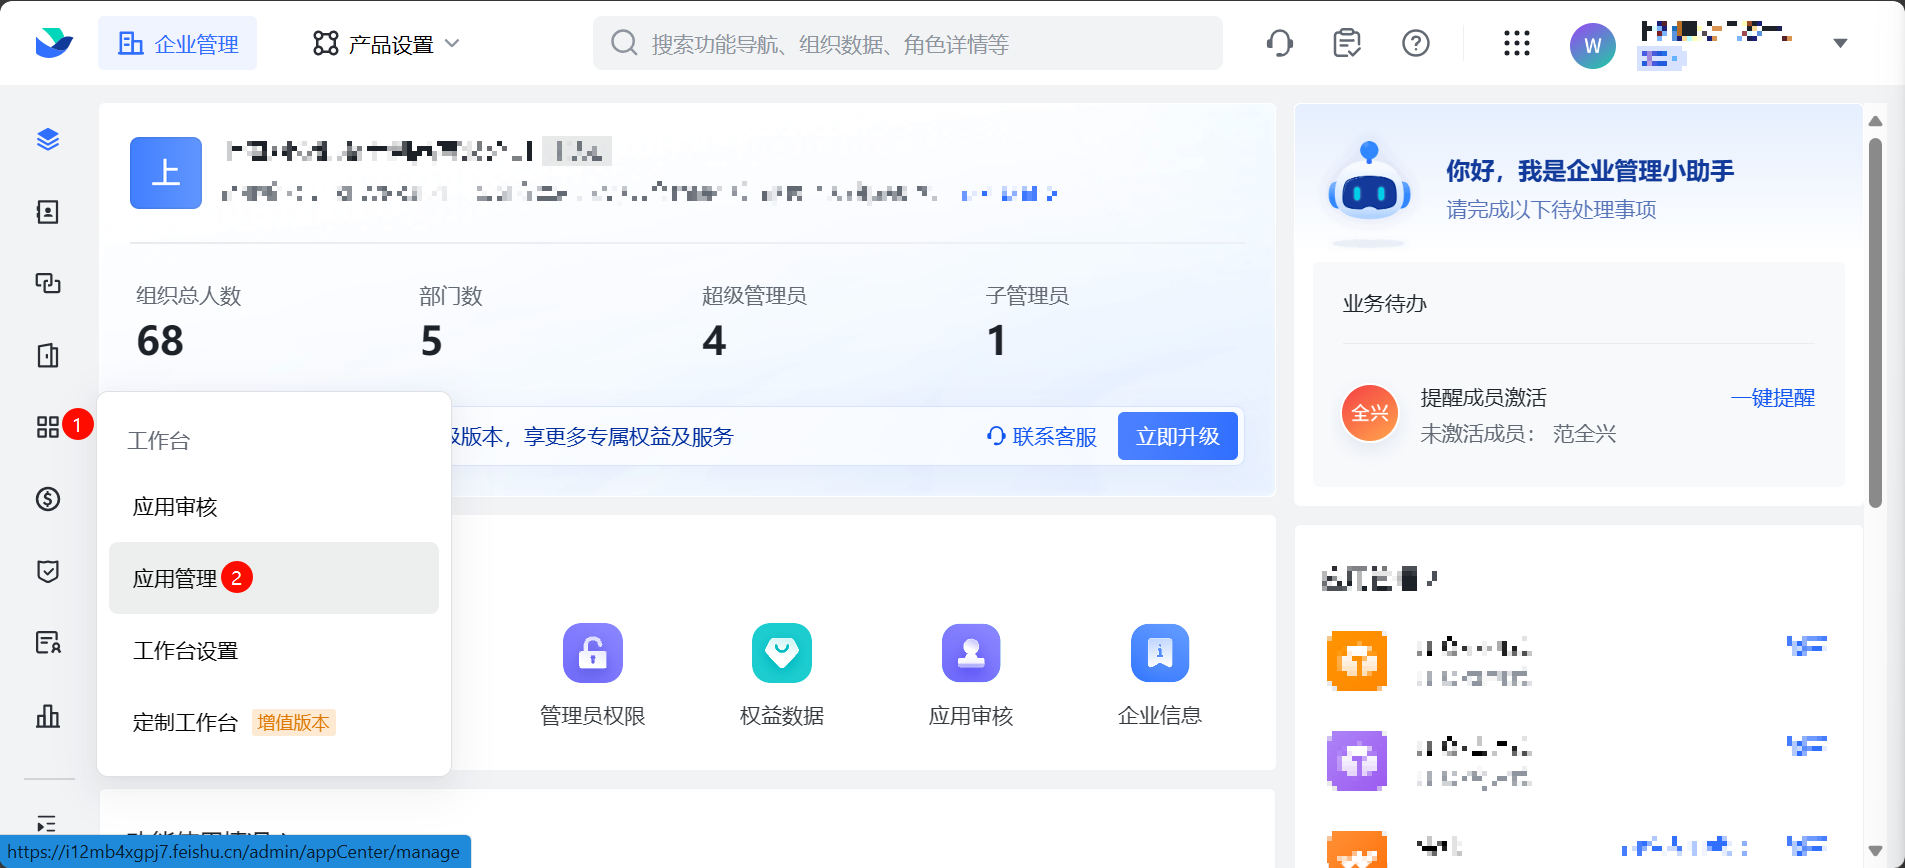 企业管理
产品设置
搜索功能导航、组织数据、角色详情等
W
上
组织总人数
68
部门数
5
超级管理员
4
子管理员
1
级版本，享更多专属权益及服务
联系客服
立即升级
你好，我是企业管理小助手
请完成以下待处理事项
业务待办
全兴
提醒成员激活
一键提醒
未激活成员： 范全兴
1
工作台
应用审核
应用管理
2
工作台设置
定制工作台
增值版本
管理员权限
权益数据
应用审核
企业信息
https://i12mb4xgpj7.feishu.cn/admin/appCenter/manage